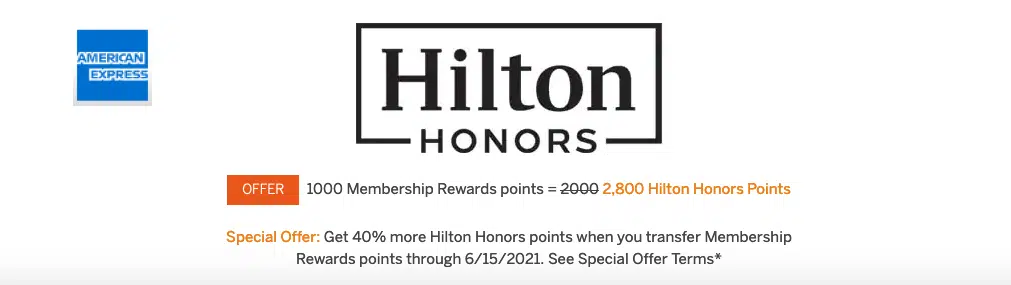 AMERICAN
EXPRESS
Hilton
HONORS
OFFER 1000 Membership Rewards points = 2000 2,800 Hilton Honors Points
Special Offer: Get 40% more Hilton Honors points when you transfer Membership
Rewards points through 6/15/2021. See Special Offer Terms*